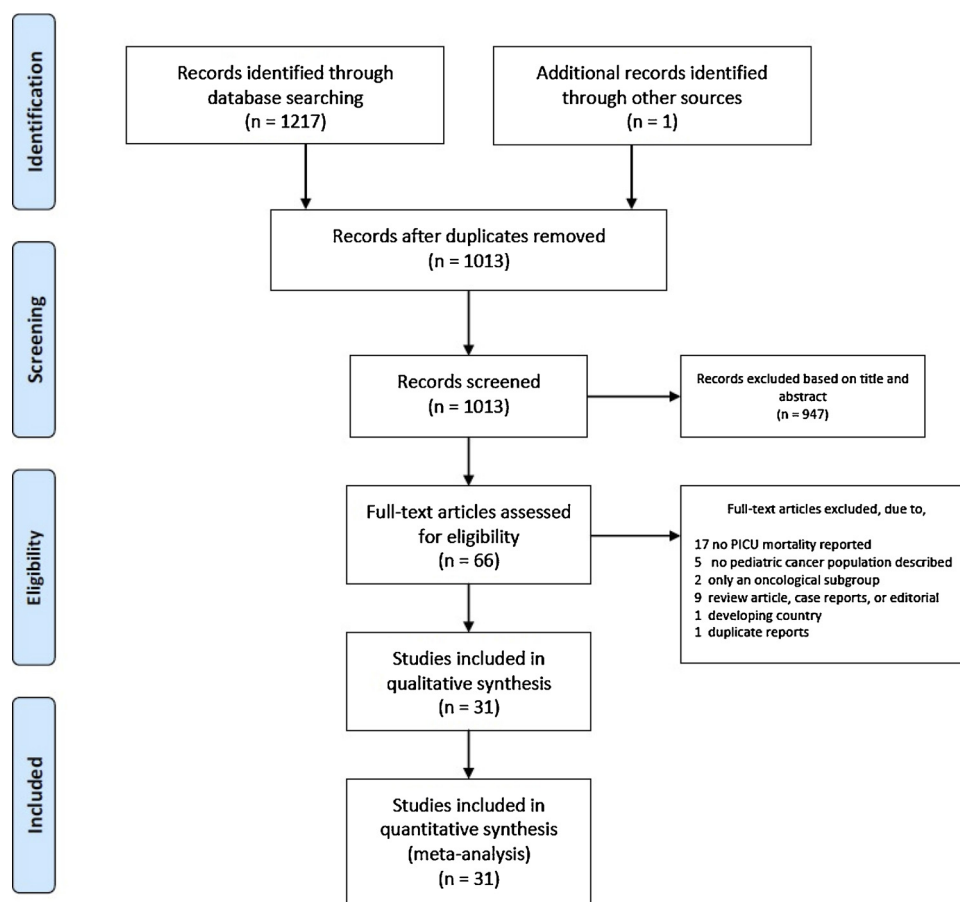 Identification
Records identified through
database searching
(n = 1217)
Additional records identified
through other sources
(n = 1)
Records after duplicates removed
(n = 1013)
Screening
Records screened
(n = 1013)
Records excluded based on title and
abstract
(n = 947)
Eligibility
Full-text articles assessed
for eligibility
(n = 66)
Full-text articles excluded, due to,
17 no PICU mortality reported
5 no pediatric cancer population described
2 only an oncological subgroup
9 review article, case reports, or editorial
1 developing country
1 duplicate reports
Studies included in
qualitative synthesis
(n = 31)
Included
Studies included in
quantitative synthesis
(meta-analysis)
(n = 31)